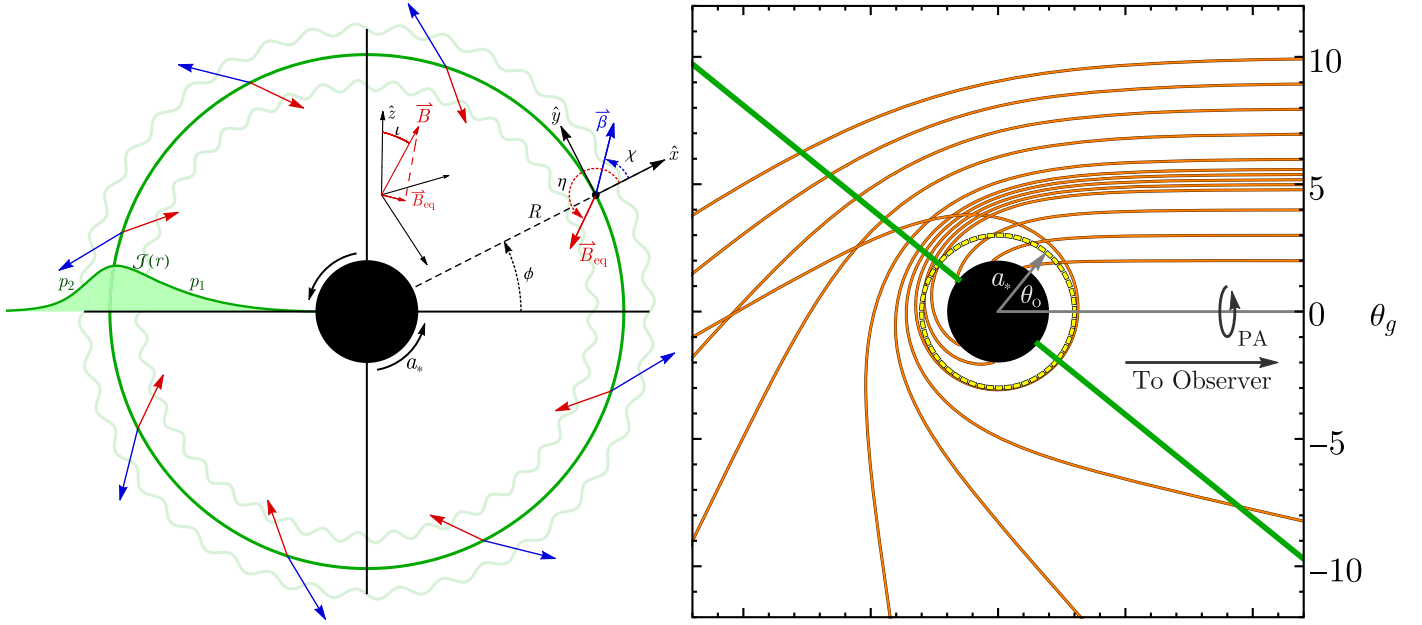 ẑ
ι
B⃗
B⃗eq
ŷ
β⃗
χ
x̂
η
R
B⃗eq
ϕ
𝒥(r)
p₂
p₁
a*
10
5
0
−5
−10
θg
a*
θo
PA
To Observer